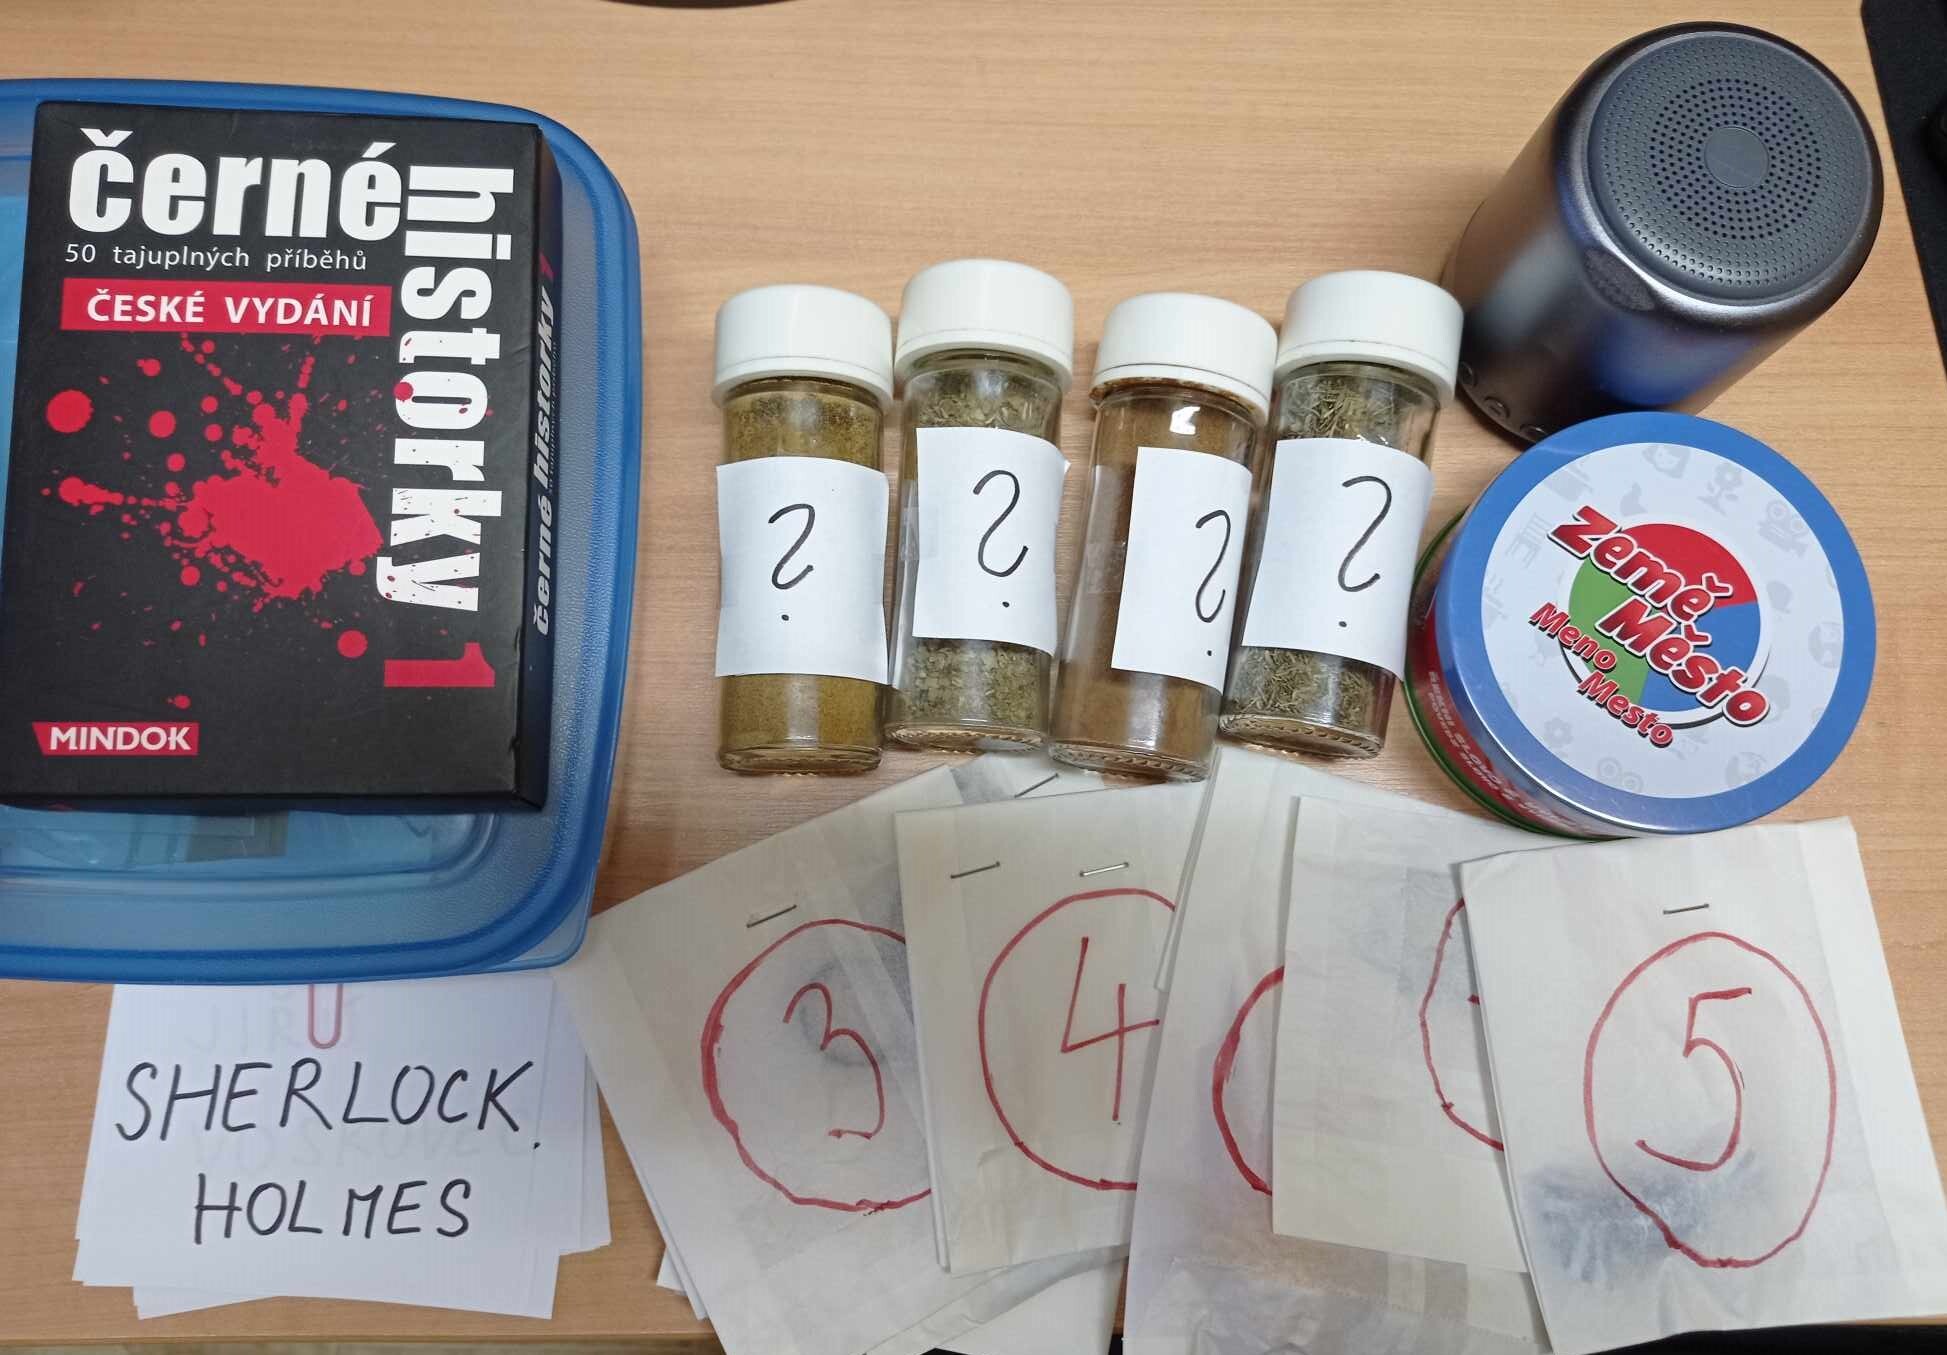 černé
historky 1
50 tajuplných příběhů
ČESKÉ VYDÁNÍ
MINDOK
černé historky 1
?
?
?
?
Země
Město
Meno
Mesto
3
4
5
SHERLOCK
HOLMES